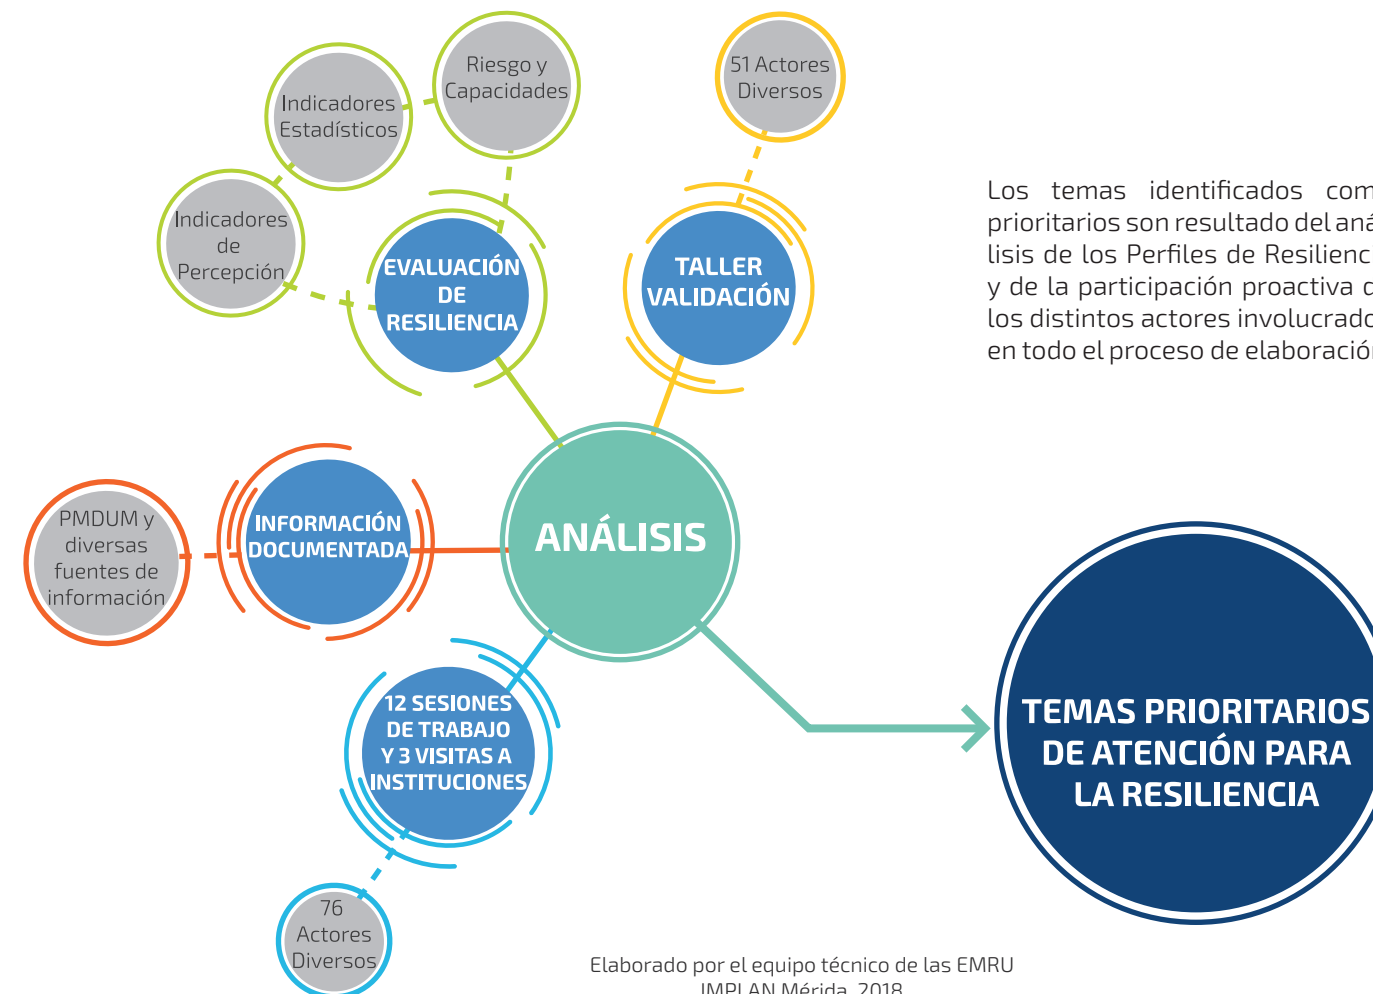 Riesgo y
Capacidades
Indicadores
Estadísticos
Indicadores
de
Percepción
EVALUACIÓN
DE
RESILIENCIA
51 Actores
Diversos
TALLER
VALIDACIÓN
Los temas identificados com
prioritarios son resultado del aná
lisis de los Perfiles de Resilienc
y de la participación proactiva d
los distintos actores involucrado
en todo el proceso de elaboración
PMDUM y
diversas
fuentes de
información
INFORMACIÓN
DOCUMENTADA
ANÁLISIS
12 SESIONES
DE TRABAJO
Y 3 VISITAS A
INSTITUCIONES
76
Actores
Diversos
TEMAS PRIORITARIOS
DE ATENCIÓN PARA
LA RESILIENCIA
Elaborado por el equipo técnico de las EMRU
IMPLAN Mérida, 2018